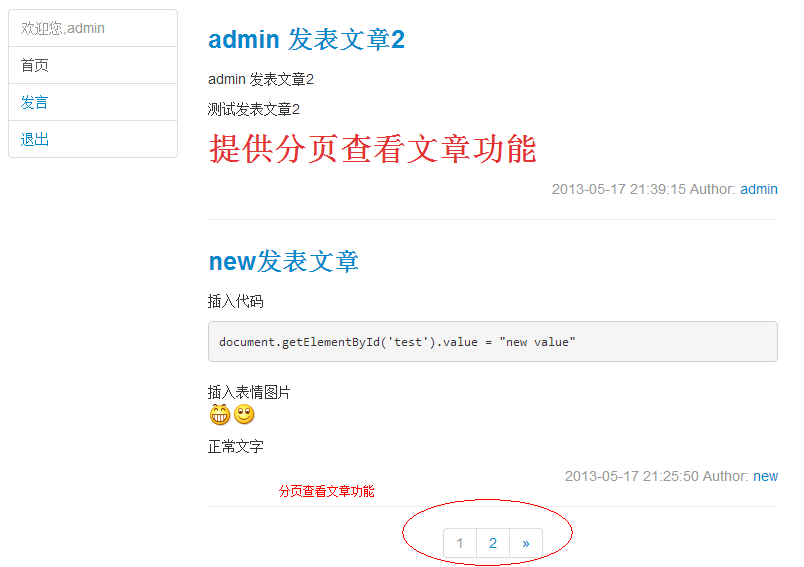 欢迎您,admin
首页
发言
退出
admin 发表文章2
admin 发表文章2
测试发表文章2
提供分页查看文章功能
2013-05-17 21:39:15 Author: admin
new发表文章
插入代码
document.getElementById('test').value = "new value"
插入表情图片
正常文字
2013-05-17 21:25:50 Author: new
分页查看文章功能
1 2 »